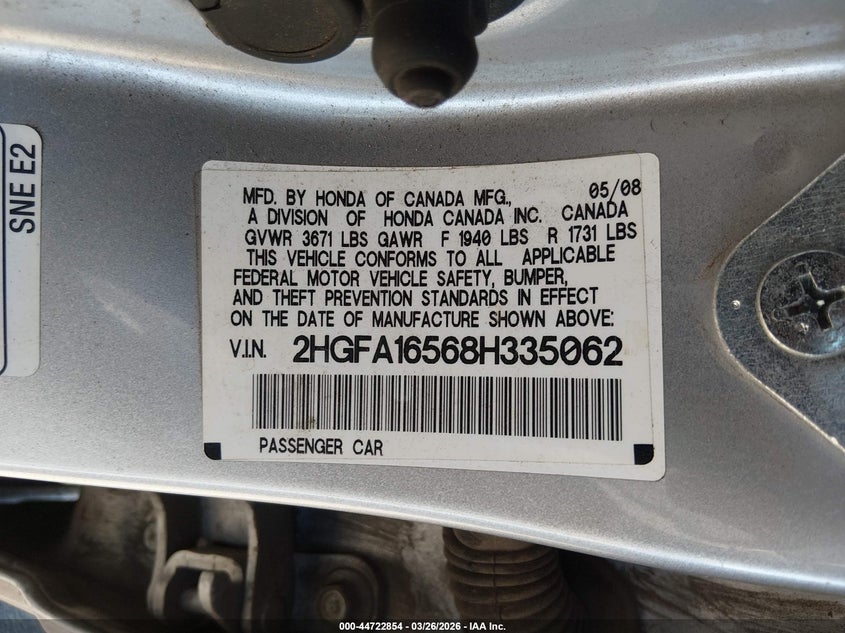 SNE E2
MFD. BY HONDA OF CANADA MFG., 05/08
A DIVISION OF HONDA CANADA INC. CANADA
GVWR 3671 LBS GAWR F 1940 LBS R 1731 LBS
THIS VEHICLE CONFORMS TO ALL APPLICABLE
FEDERAL MOTOR VEHICLE SAFETY, BUMPER,
AND THEFT PREVENTION STANDARDS IN EFFECT
ON THE DATE OF MANUFACTURE SHOWN ABOVE:
V.I.N. 2HGFA16568H335062
PASSENGER CAR
000-44722854 - 03/26/2026 - IAA Inc.